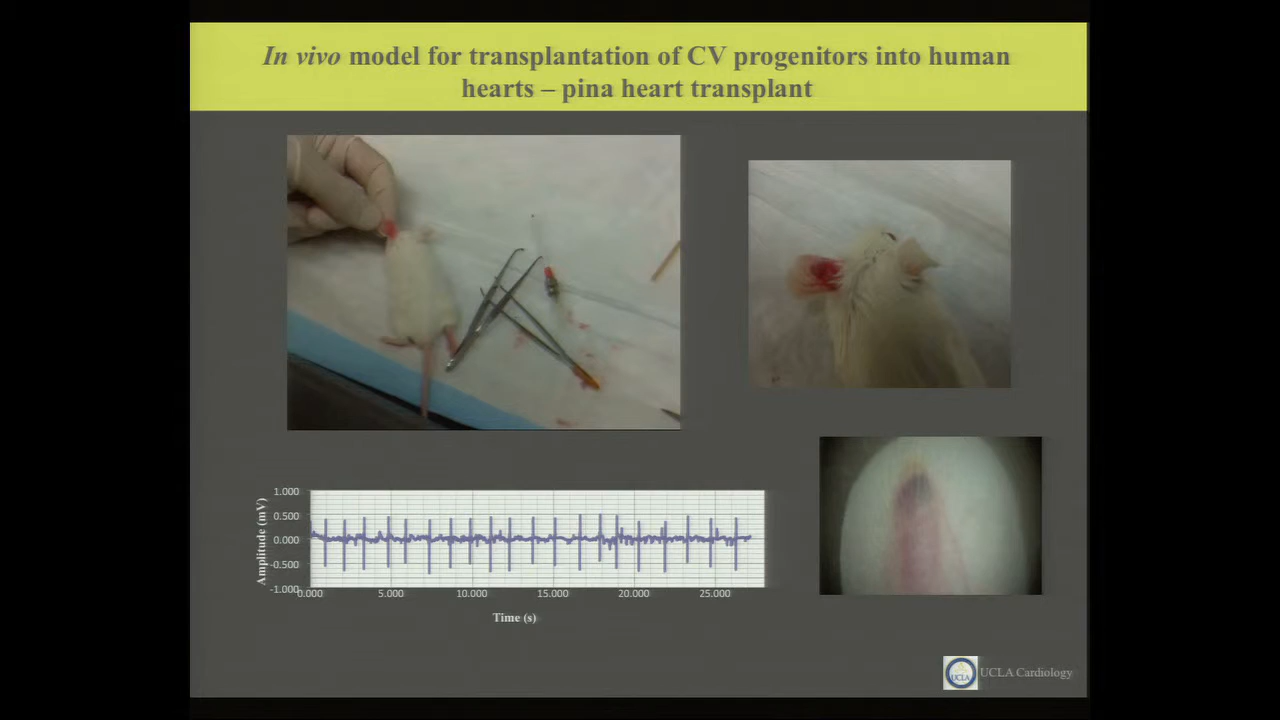 In vivo model for transplantation of CV progenitors into human
hearts – pina heart transplant
Amplitude (mV)
1.000
0.500
0.000
-0.500
-1.000
0.000
5.000
10.000
15.000
20.000
25.000
Time (s)
UCLA
UCLA Cardiology